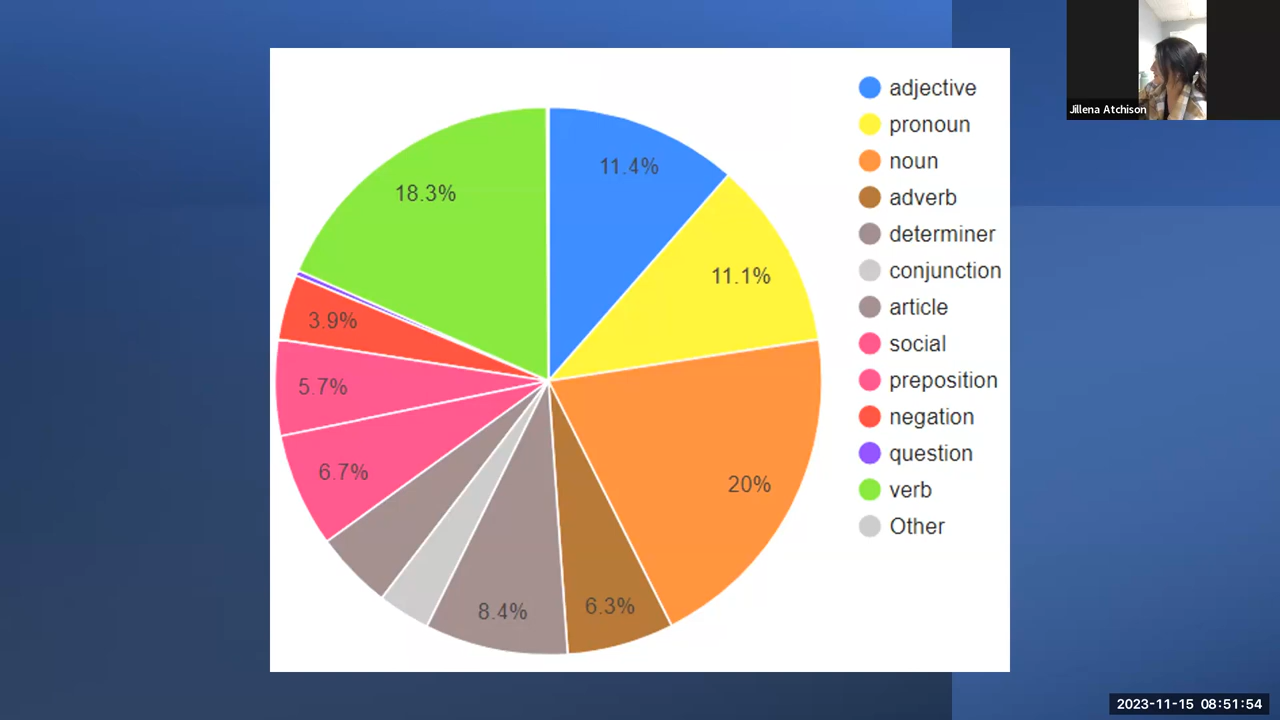 adjective
pronoun
noun
adverb
determiner
conjunction
article
social
preposition
negation
question
verb
Other
11.4%
11.1%
20%
6.3%
8.4%
6.7%
5.7%
3.9%
18.3%
Jillena Atchison
2023-11-15 08:51:54